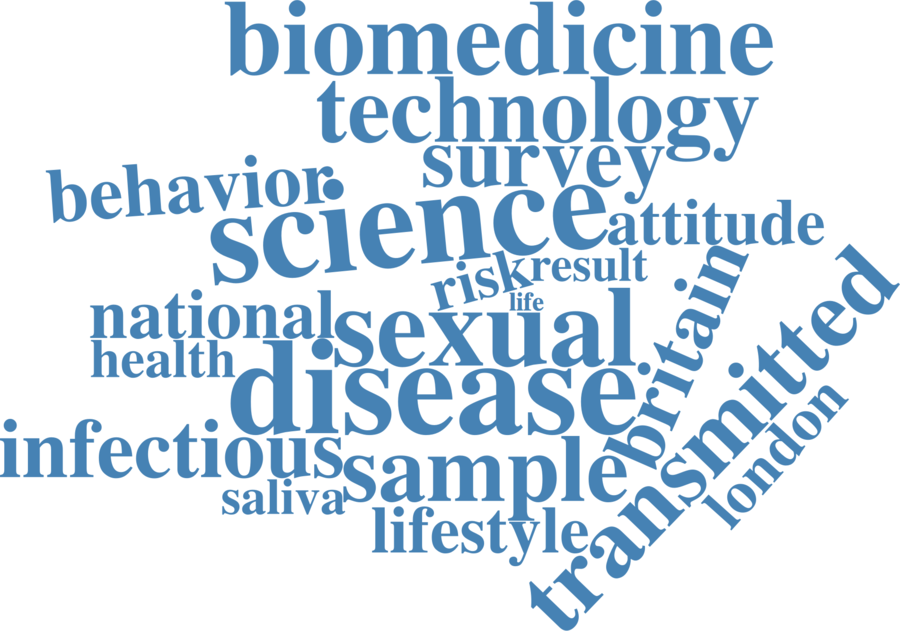 biomedicine
technology
survey
behavior
science
attitude
risk
result
life
national
sexual
britain
transmitted
health
disease
london
infectious
sample
saliva
lifestyle